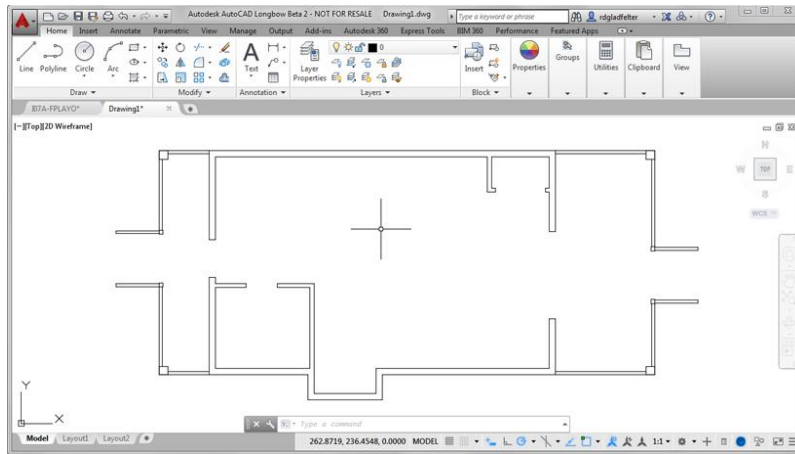 Autodesk AutoCAD Longbow Beta 2 - NOT FOR RESALE Drawing1.dwg Type a keyword or phrase rdgladfelter
Home Insert Annotate Parametric View Manage Output Add-ins Autodesk 360 Express Tools BIM 360 Performance Featured Apps
Line Polyline Circle Arc Text Layer Properties 0 Insert Properties Groups Utilities Clipboard View
Draw Modify Annotation Layers Block
IB7A-FPLAYO* Drawing1*
[-][Top][2D Wireframe]
N
W TOP E
S
WCS
Y
X
Type a command
Model Layout1 Layout2 262.8719, 236.4548, 0.0000 MODEL 1:1